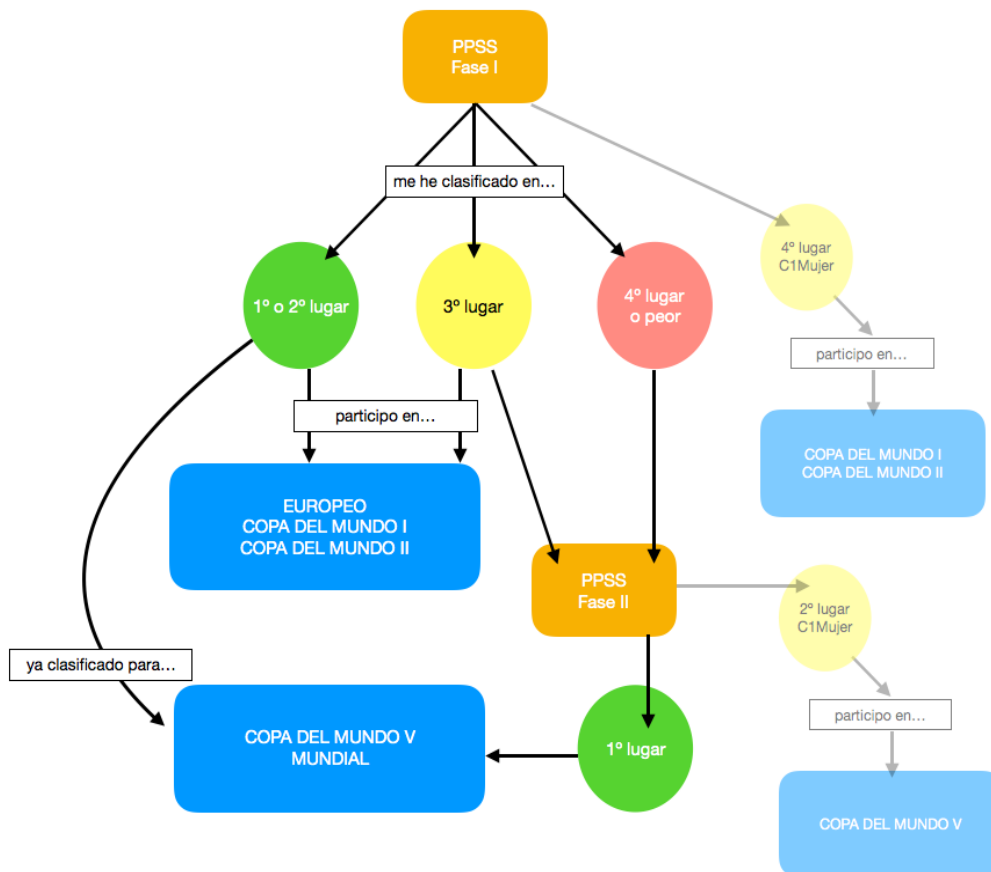 PPSS
Fase I
me he clasificado en...
4º lugar
C1Mujer
1º o 2º lugar
3º lugar
4º lugar
o peor
participo en...
participo en...
COPA DEL MUNDO I
COPA DEL MUNDO II
EUROPEO
COPA DEL MUNDO I
COPA DEL MUNDO II
PPSS
Fase II
2º lugar
C1Mujer
ya clasificado para...
participo en...
COPA DEL MUNDO V
MUNDIAL
1º lugar
COPA DEL MUNDO V